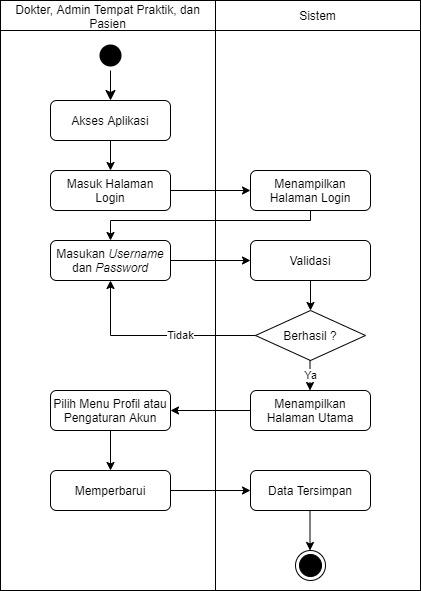 Dokter, Admin Tempat Praktik, dan
Pasien
Sistem
Akses Aplikasi
Masuk Halaman
Login
Menampilkan
Halaman Login
Masukan Username
dan Password
Validasi
Berhasil ?
Tidak
Ya
Pilih Menu Profil atau
Pengaturan Akun
Menampilkan
Halaman Utama
Memperbarui
Data Tersimpan